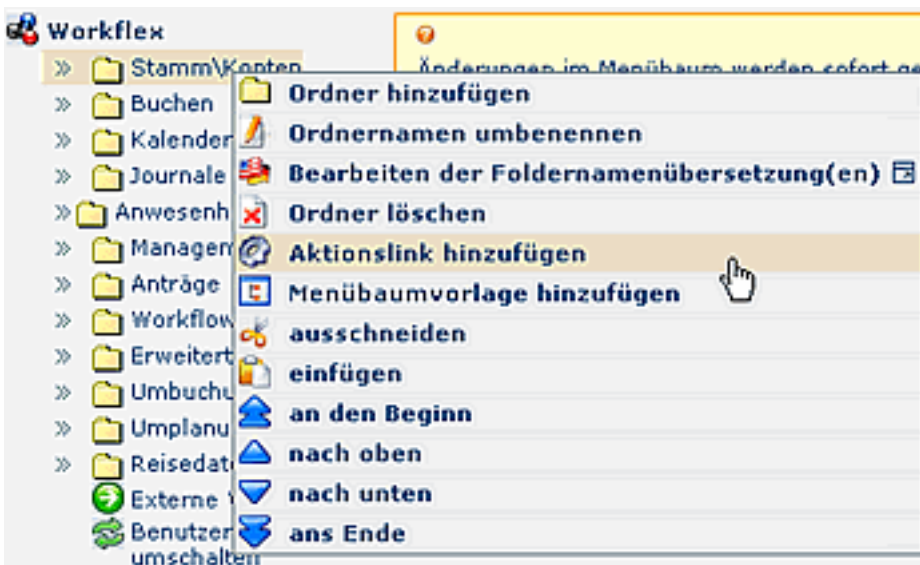 Workflex
Stamm\Konten
Änderungen im Menübaum werden sofort
Buchen
Kalender
Journale
Anwesenh
Managem
Anträge
Workflow
Erweitert
Umbuchu
Umplanu
Reisedat
Externe
Benutzer
umschalten
Ordner hinzufügen
Ordnernamen umbenennen
Bearbeiten der Foldernamenübersetzung(en)
Ordner löschen
Aktionslink hinzufügen
Menübaumvorlage hinzufügen
ausschneiden
einfügen
an den Beginn
nach oben
nach unten
ans Ende